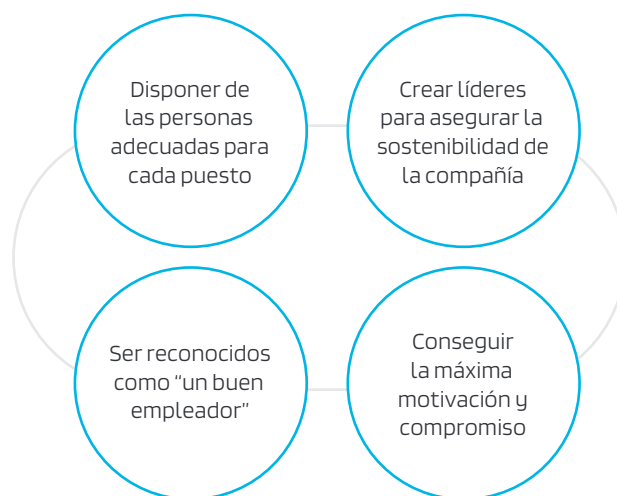 Disponer de
las personas
adecuadas para
cada puesto
Crear líderes
para asegurar la
sostenibilidad de
la compañía
Ser reconocidos
como “un buen
empleador”
Conseguir
la máxima
motivación y
compromiso